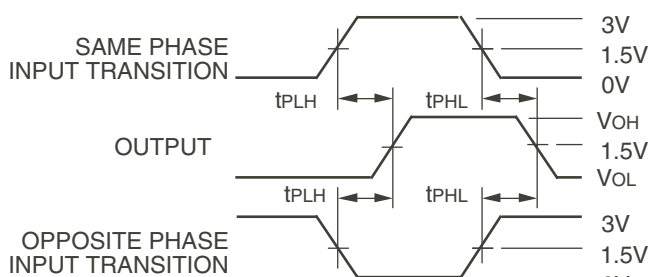 3V
SAME PHASE
INPUT TRANSITION
1.5V
0V
tPLH
tPHL
VOH
OUTPUT
1.5V
VOL
tPLH
tPHL
3V
OPPOSITE PHASE
INPUT TRANSITION
1.5V